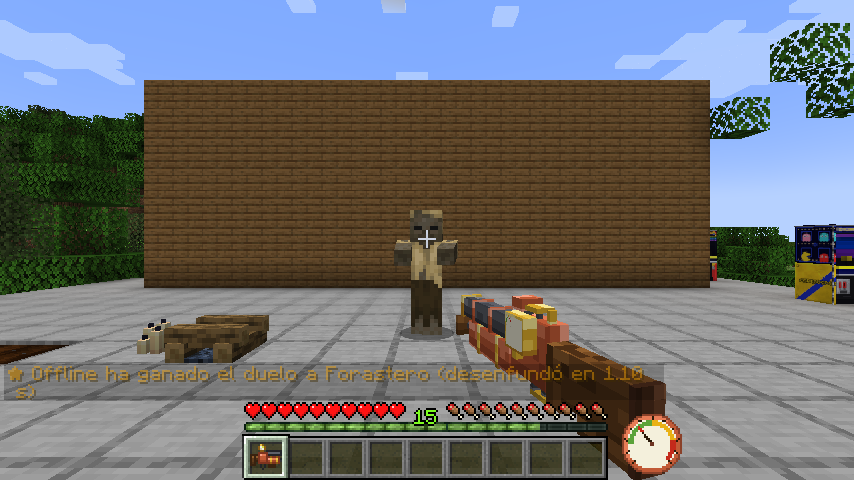 ★ Offline ha ganado el duelo a Forastero (desenfundó en 1.10
s)
15